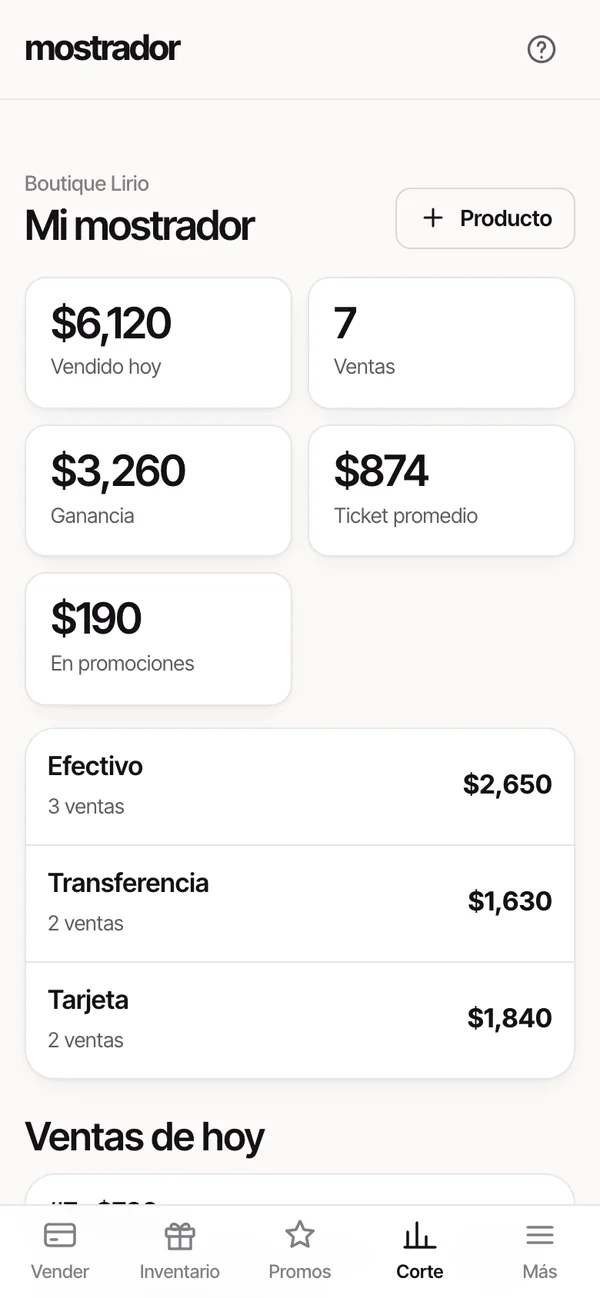 mostrador
Boutique Lirio
Mi mostrador
+ Producto
$6,120
Vendido hoy
7
Ventas
$3,260
Ganancia
$874
Ticket promedio
$190
En promociones
Efectivo
3 ventas
$2,650
Transferencia
2 ventas
$1,630
Tarjeta
2 ventas
$1,840
Ventas de hoy
Vender
Inventario
Promos
Corte
Más